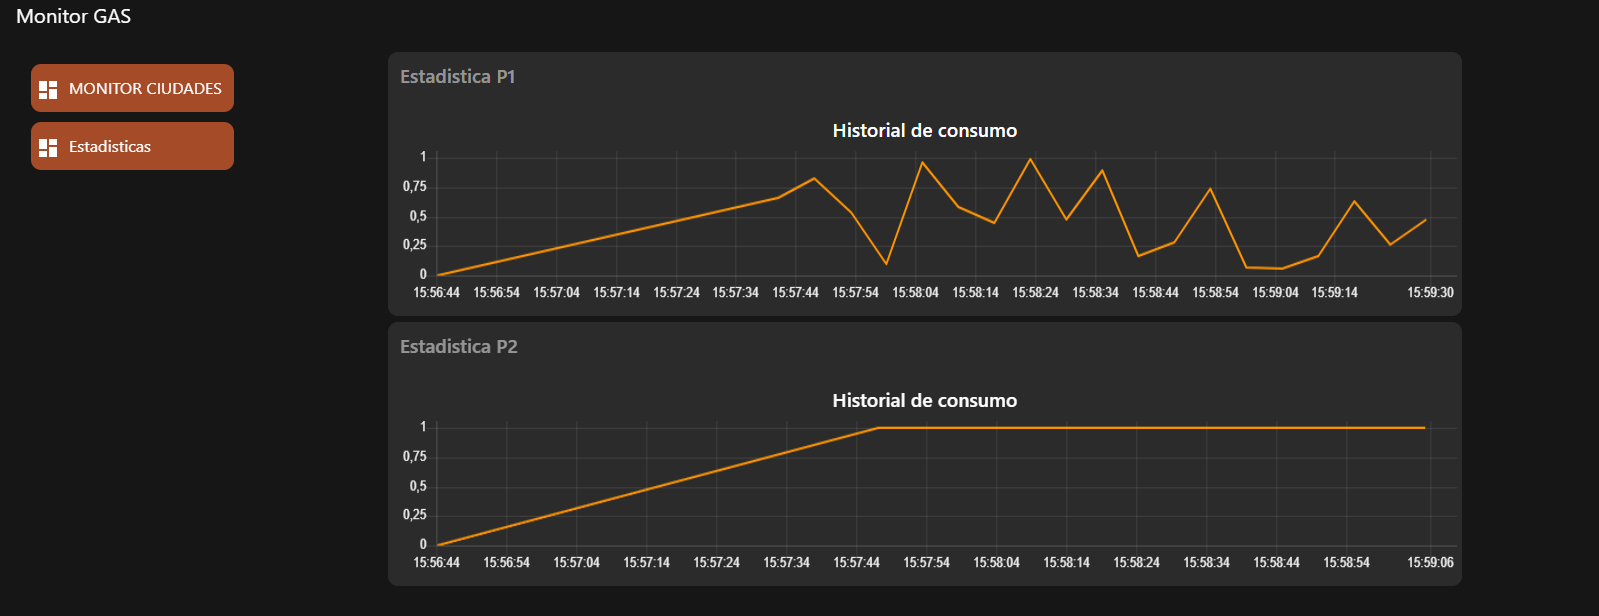 Monitor GAS
MONITOR CIUDADES
Estadisticas
Estadistica P1
Historial de consumo
1
0,75
0,5
0,25
0
15:56:44 15:56:54 15:57:04 15:57:14 15:57:24 15:57:34 15:57:44 15:57:54 15:58:04 15:58:14 15:58:24 15:58:34 15:58:44 15:58:54 15:59:04 15:59:14 15:59:30
Estadistica P2
Historial de consumo
1
0,75
0,5
0,25
0
15:56:44 15:56:54 15:57:04 15:57:14 15:57:24 15:57:34 15:57:44 15:57:54 15:58:04 15:58:14 15:58:24 15:58:34 15:58:44 15:58:54 15:59:06